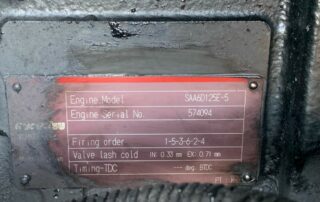 Engine Model SAA6D125E-5
Engine Serial No. 574094
Firing order 1-5-3-6-2-4
Valve lash cold IN: 0.33 mm EX: 0.71 mm
Timing-TDC --- deg. BTDC